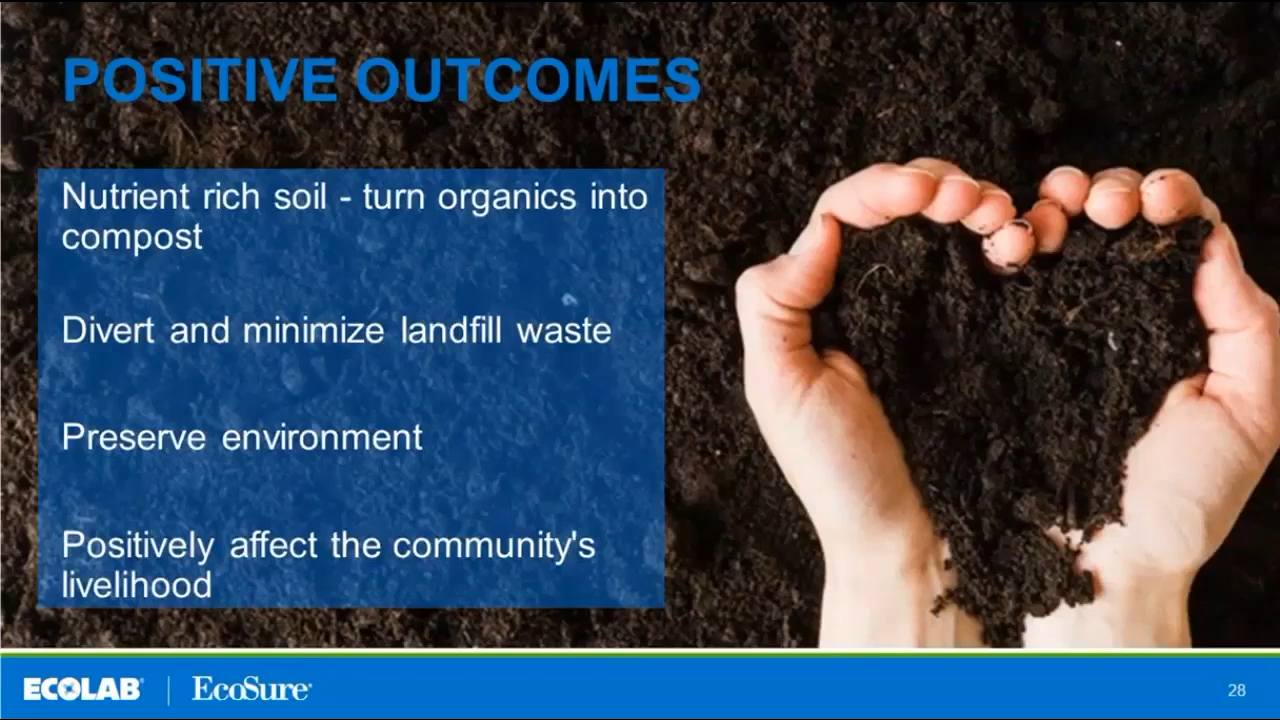 POSITIVE OUTCOMES
Nutrient rich soil - turn organics into
compost
Divert and minimize landfill waste
Preserve environment
Positively affect the community's
livelihood
ECOLAB® | EcoSure®
28